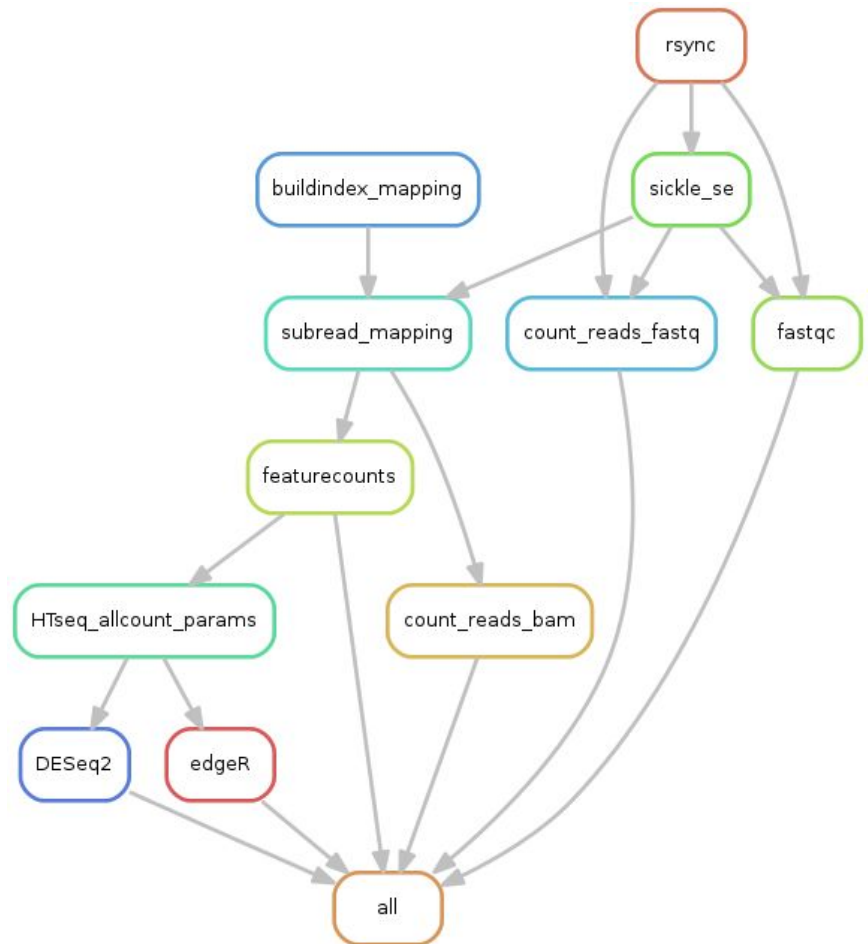 rsync
buildindex_mapping
sickle_se
subread_mapping
count_reads_fastq
fastqc
featurecounts
HTseq_allcount_params
count_reads_bam
DESeq2
edgeR
all